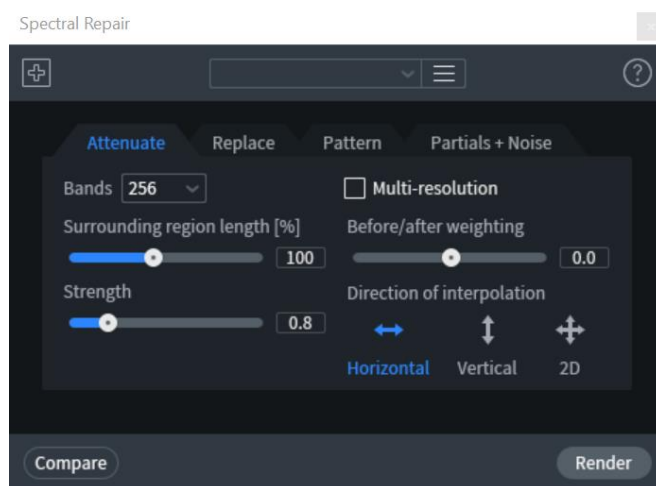 Spectral Repair
Attenuate Replace Pattern Partials + Noise
Bands 256 Multi-resolution
Surrounding region length [%] Before/after weighting
100 0.0
Strength Direction of interpolation
0.8
Horizontal Vertical 2D
Compare Render